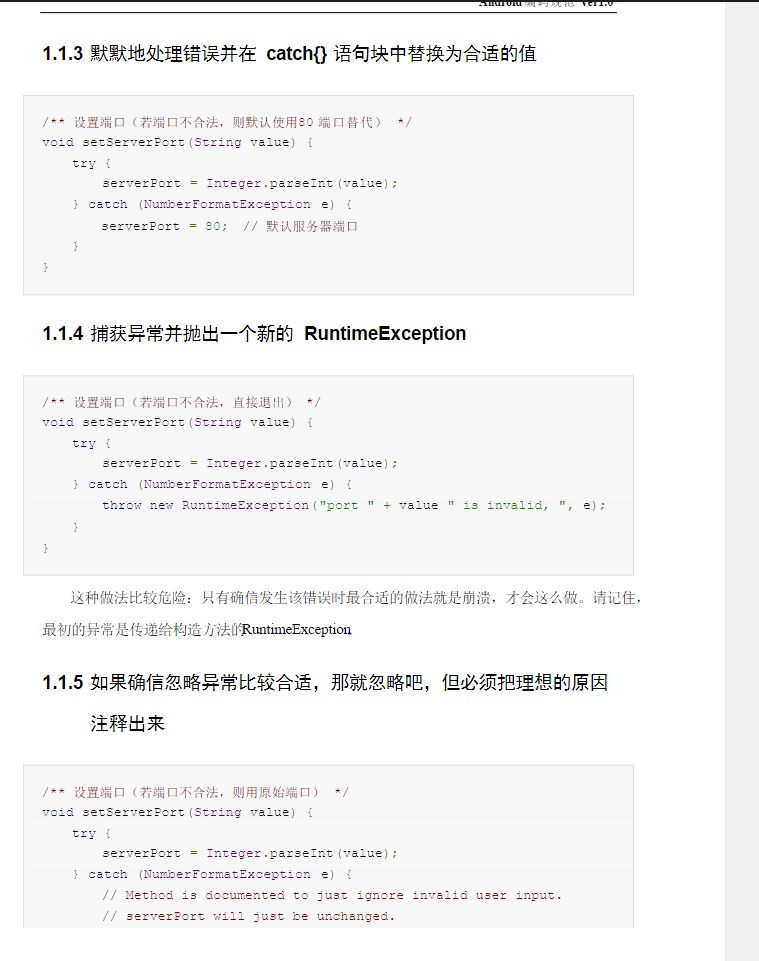 Android 编码规范 Ver1.0
1.1.3 默默地处理错误并在 catch{} 语句块中替换为合适的值
/** 设置端口（若端口不合法，则默认使用80 端口替代） */
void setServerPort(String value) {
try {
serverPort = Integer.parseInt(value);
} catch (NumberFormatException e) {
serverPort = 80; // 默认服务器端口
}
}
1.1.4 捕获异常并抛出一个新的 RuntimeException
/** 设置端口（若端口不合法，直接退出） */
void setServerPort(String value) {
try {
serverPort = Integer.parseInt(value);
} catch (NumberFormatException e) {
throw new RuntimeException("port " + value " is invalid, ", e);
}
}
这种做法比较危险：只有确信发生该错误时最合适的做法就是崩溃，才会这么做。请记住，
最初的异常是传递给构造方法的RuntimeException
1.1.5 如果确信忽略异常比较合适，那就忽略吧，但必须把理想的原因
注释出来
/** 设置端口（若端口不合法，则用原始端口） */
void setServerPort(String value) {
try {
serverPort = Integer.parseInt(value);
} catch (NumberFormatException e) {
// Method is documented to just ignore invalid user input.
// serverPort will just be unchanged.